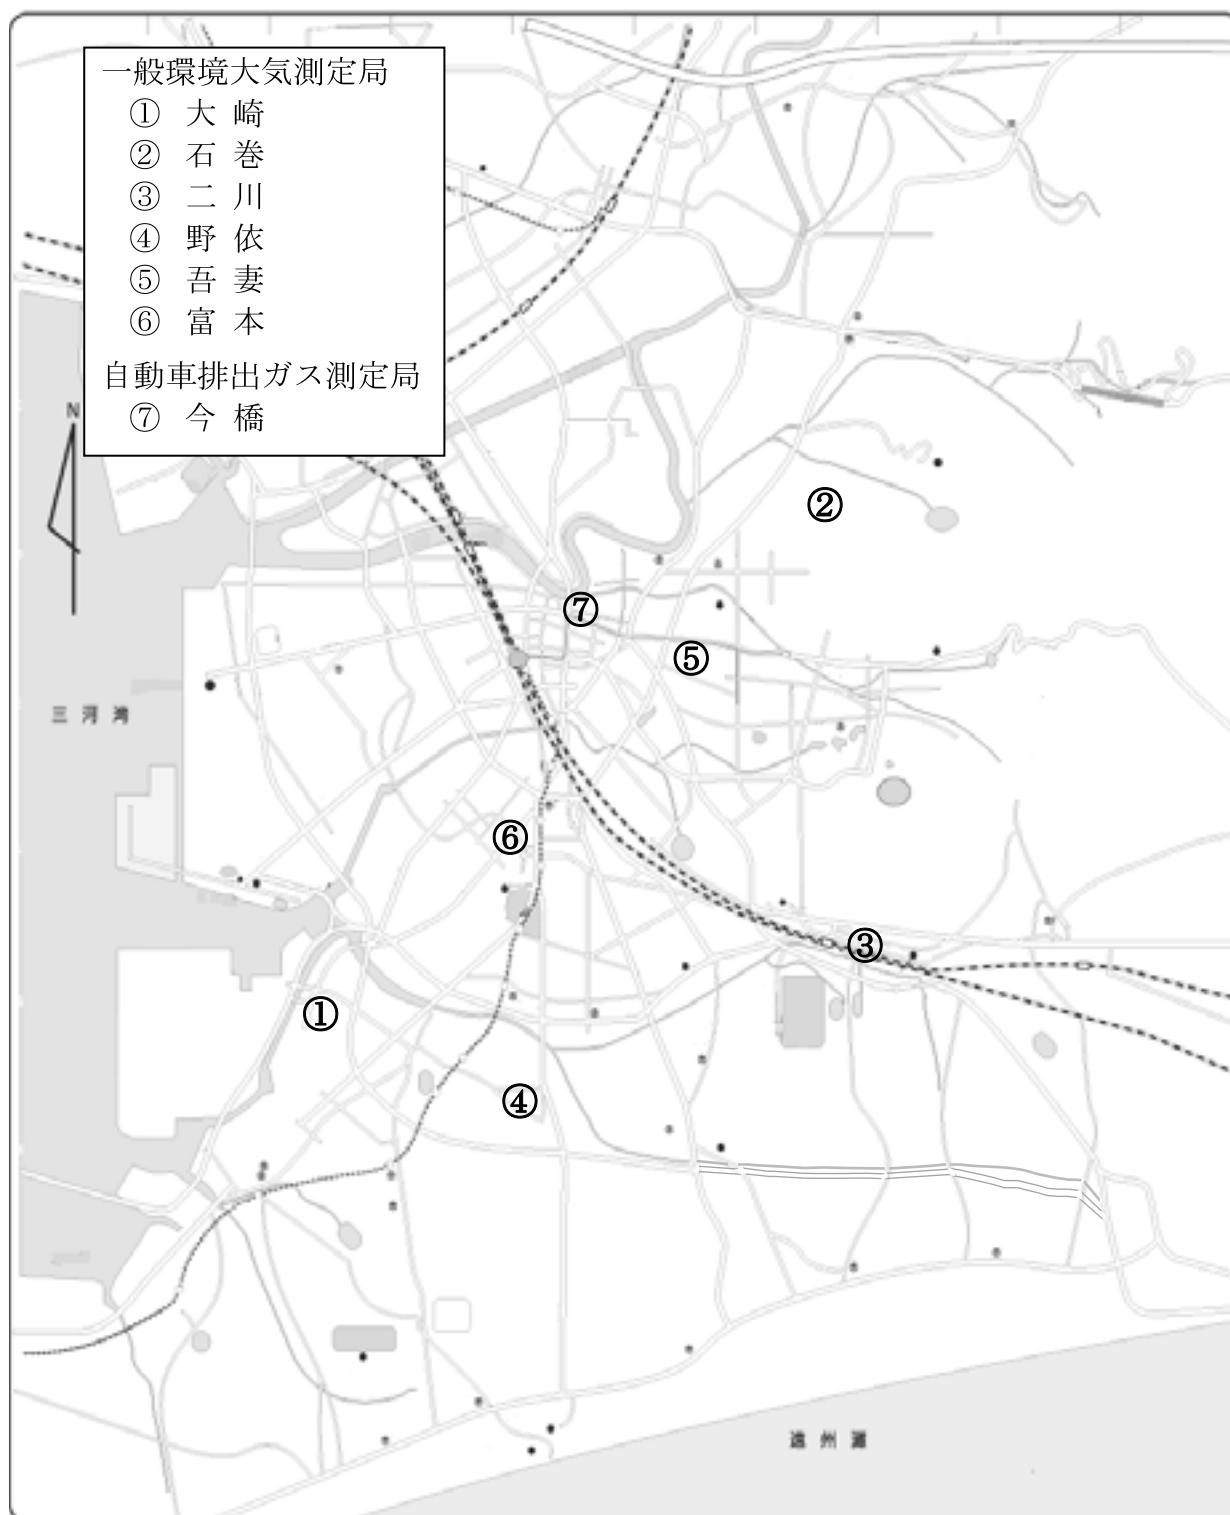 一般環境大気測定局
① 大 崎
② 石 巻
③ 二 川
④ 野 依
⑤ 吾 妻
⑥ 富 本
自動車排出ガス測定局
⑦ 今 橋
N
②
⑦
⑤
三 河 湾
⑥
③
①
④
遠 州 灘